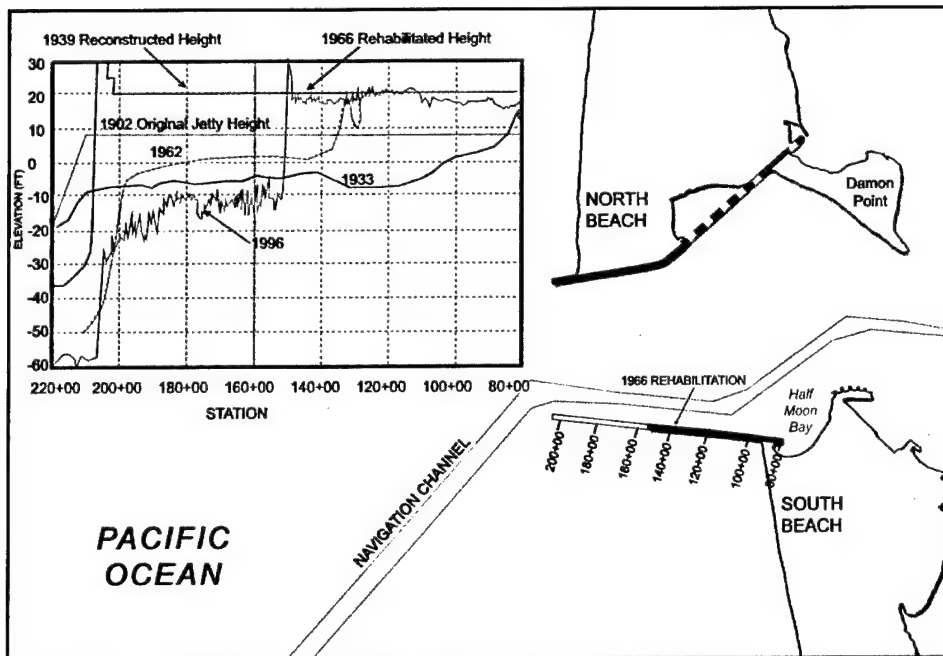 1939 Reconstructed Height
1966 Rehabilitated Height
30
20
10
0
-10
-20
-30
-40
-50
-60
ELEVATION (FT)
1902 Original Jetty Height
1962
1933
1996
220+00
200+00
180+00
160+00
140+00
120+00
100+00
80+00
STATION
NORTH
BEACH
Damon
Point
1966 REHABILITATION
Half
Moon
Bay
200+00
180+00
160+00
140+00
120+00
100+00
80+00
NAVIGATION CHANNEL
SOUTH
BEACH
PACIFIC
OCEAN